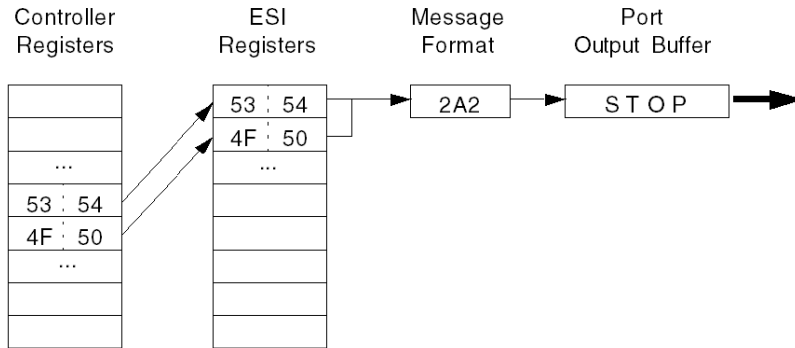 Controller
Registers
ESI
Registers
Message
Format
Port
Output Buffer
53 54
4F 50
...
2A2
S T O P
...
53 54
4F 50
...